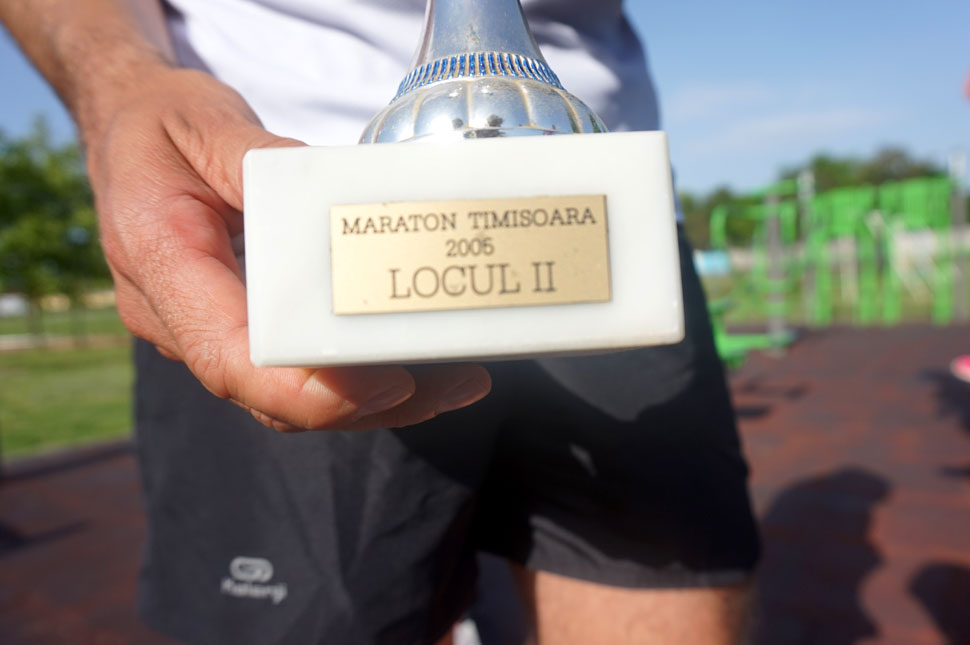 MARATON TIMISOARA
2005
LOCUL II
kalenji